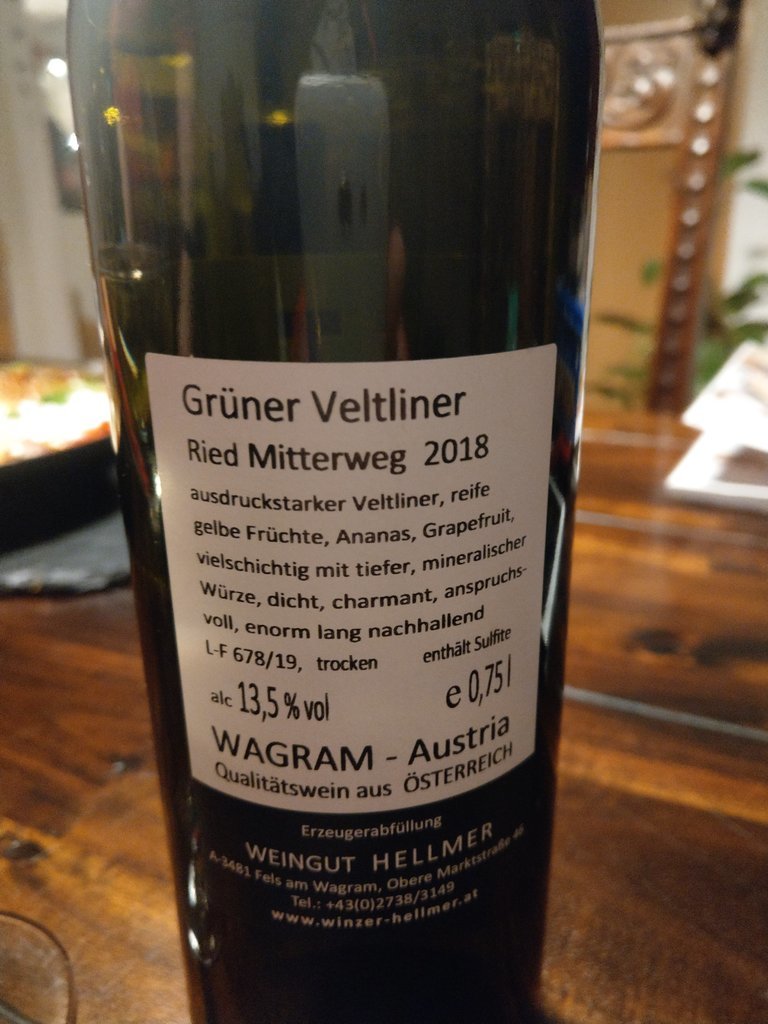 Grüner Veltliner
Ried Mitterweg 2018
ausdruckstarker Veltliner, reife
gelbe Früchte, Ananas, Grapefruit,
vielschichtig mit tiefer, mineralischer
Würze, dicht, charmant, anspruchs-
voll, enorm lang nachhallend
L-F 678/19, trocken enthält Sulfite
alc 13,5 % vol e 0,75 l
WAGRAM - Austria
Qualitätswein aus ÖSTERREICH
Erzeugerabfüllung
WEINGUT HELLMER
A-3481 Fels am Wagram, Obere Marktstraße 46
Tel.: +43(0)2738/3149
www.winzer-hellmer.at